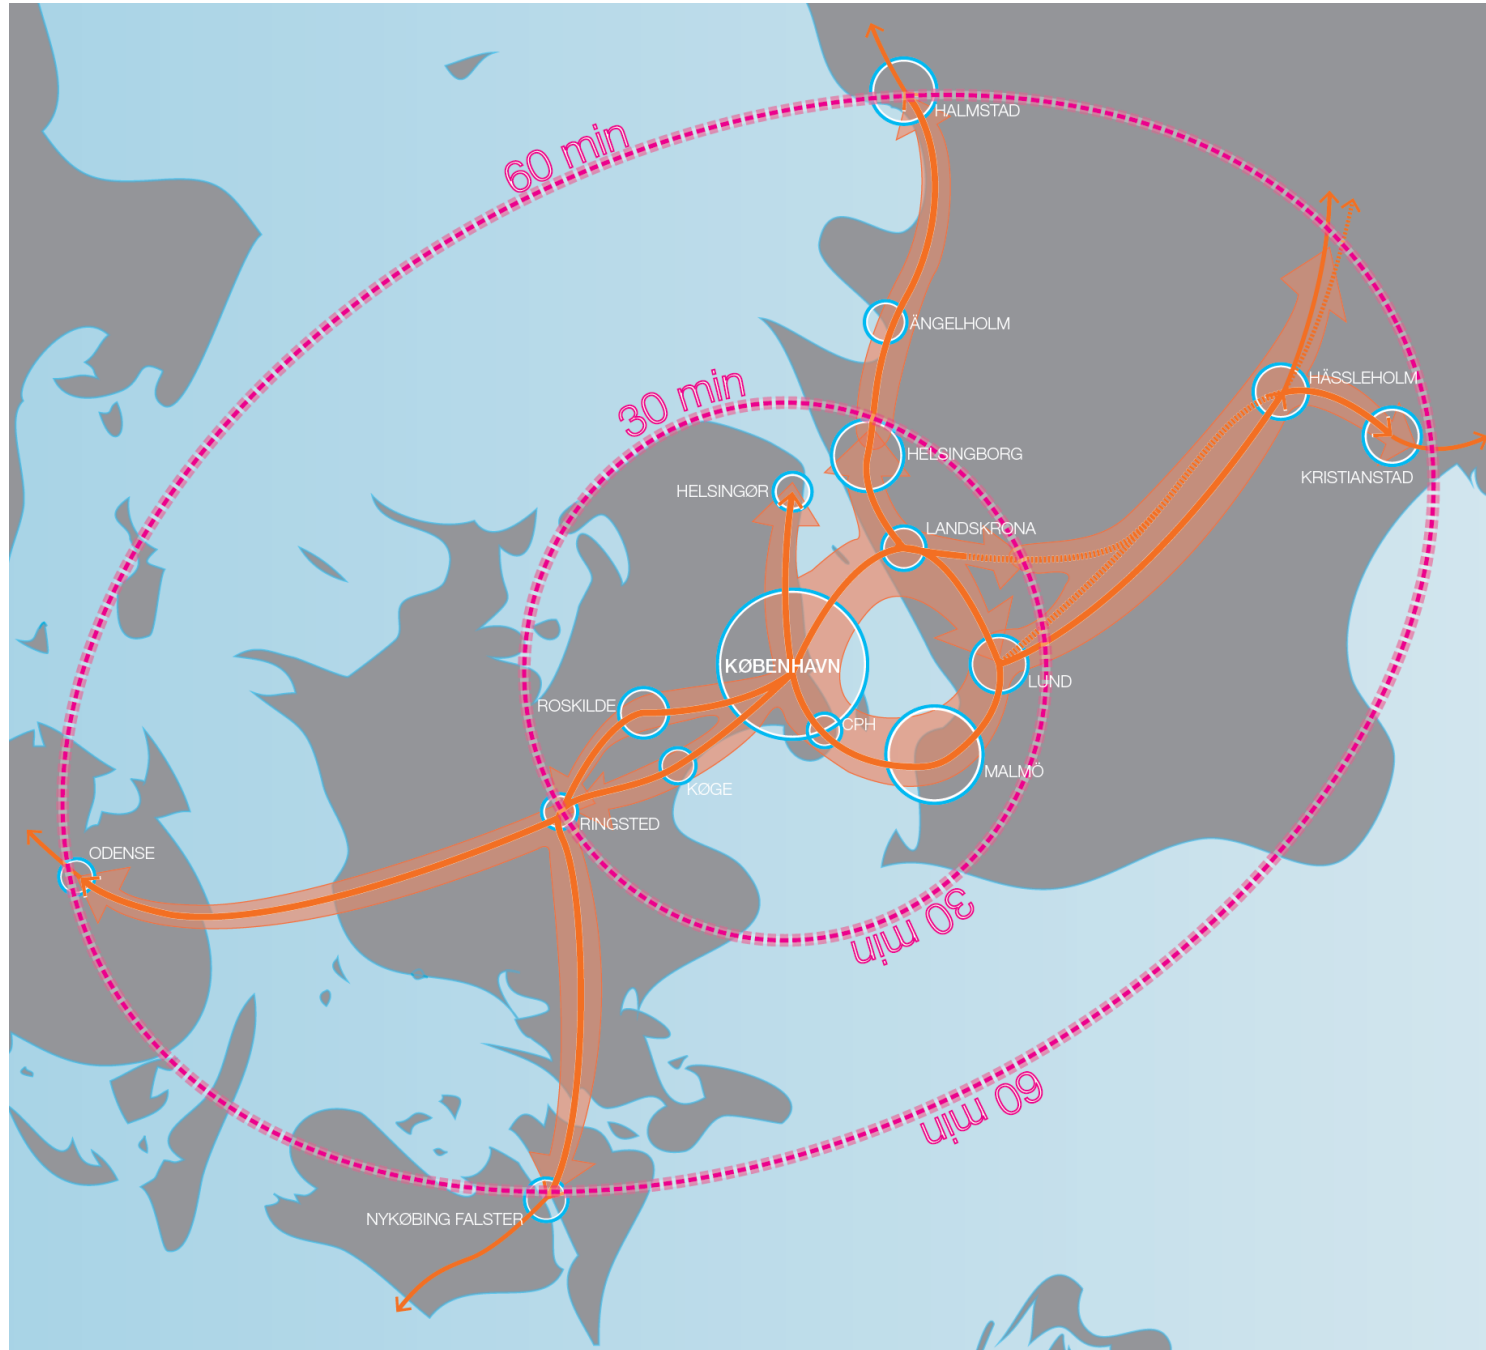 HALMSTAD
60 min
ÄNGELHOLM
HÄSSLEHOLM
30 min
HELSINGBORG
KRISTIANSTAD
HELSINGØR
LANDSKRONA
KØBENHAVN
LUND
ROSKILDE
CPH
MALMÖ
KØGE
RINGSTED
ODENSE
30 min
60 min
NYKØBING FALSTER